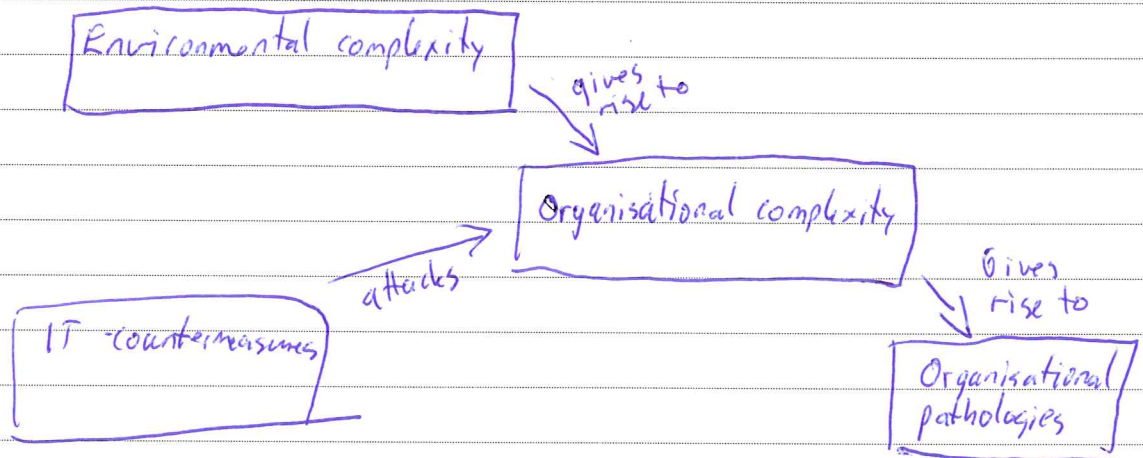 Environmental complexity
gives
rise to
Organisational complexity
attacks
Gives
rise to
IT-countermeasures
Organisational
pathologies